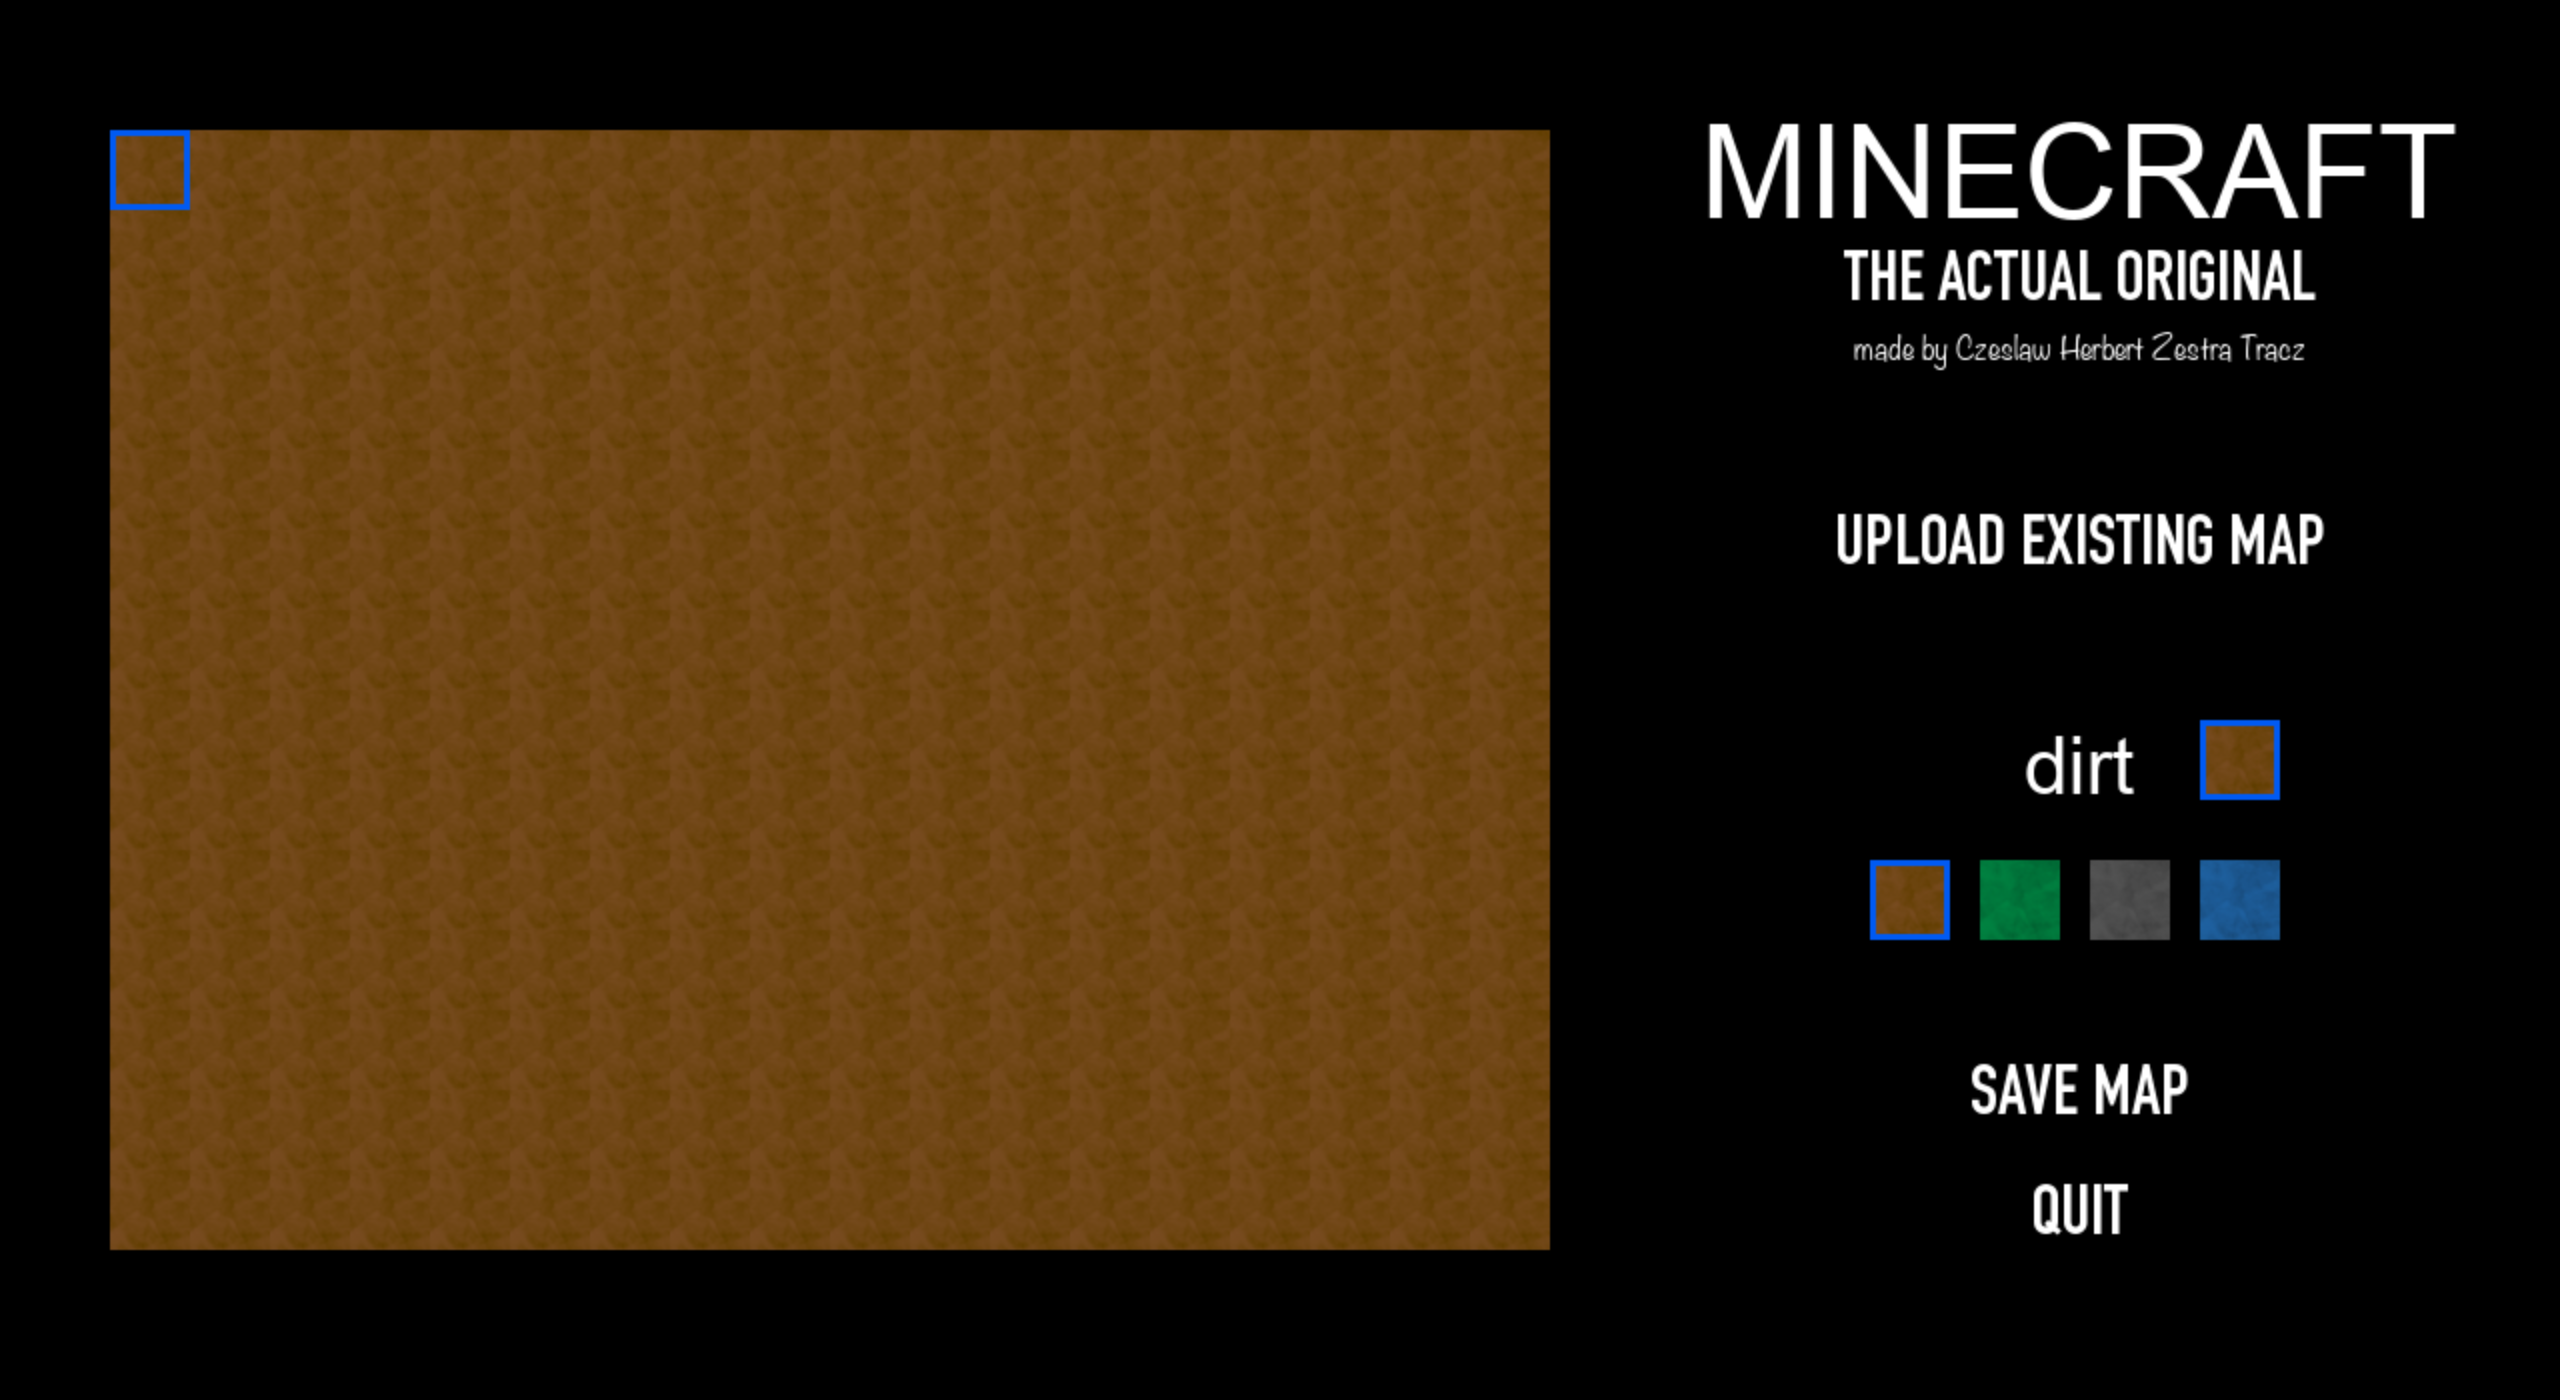 MINECRAFT
THE ACTUAL ORIGINAL
made by Czeslaw Herbert Zestra Tracz
UPLOAD EXISTING MAP
dirt
SAVE MAP
QUIT